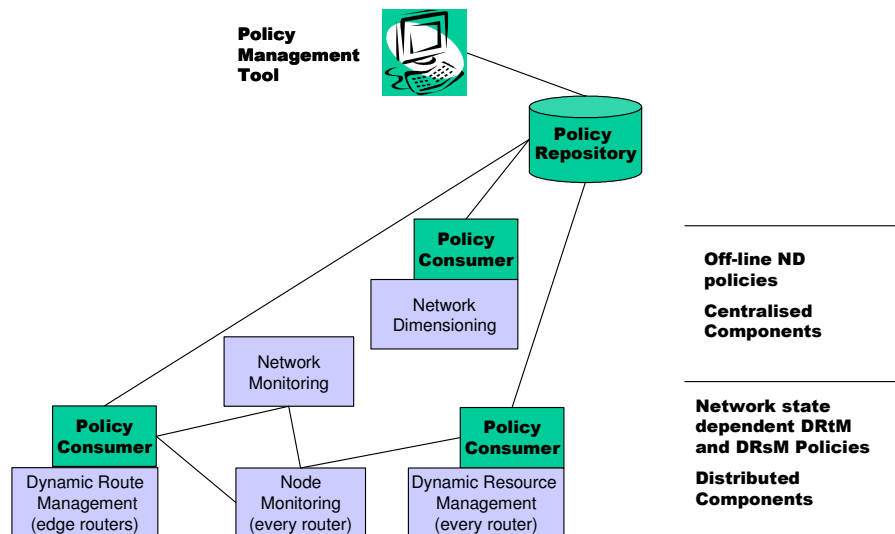 Policy
Management
Tool
Policy
Repository
Policy
Consumer
Network
Dimensioning
Off-line ND
policies
Centralised
Components
Network
Monitoring
Policy
Consumer
Dynamic Route
Management
(edge routers)
Node
Monitoring
(every router)
Policy
Consumer
Dynamic Resource
Management
(every router)
Network state
dependent DRtM
and DRsM Policies
Distributed
Components